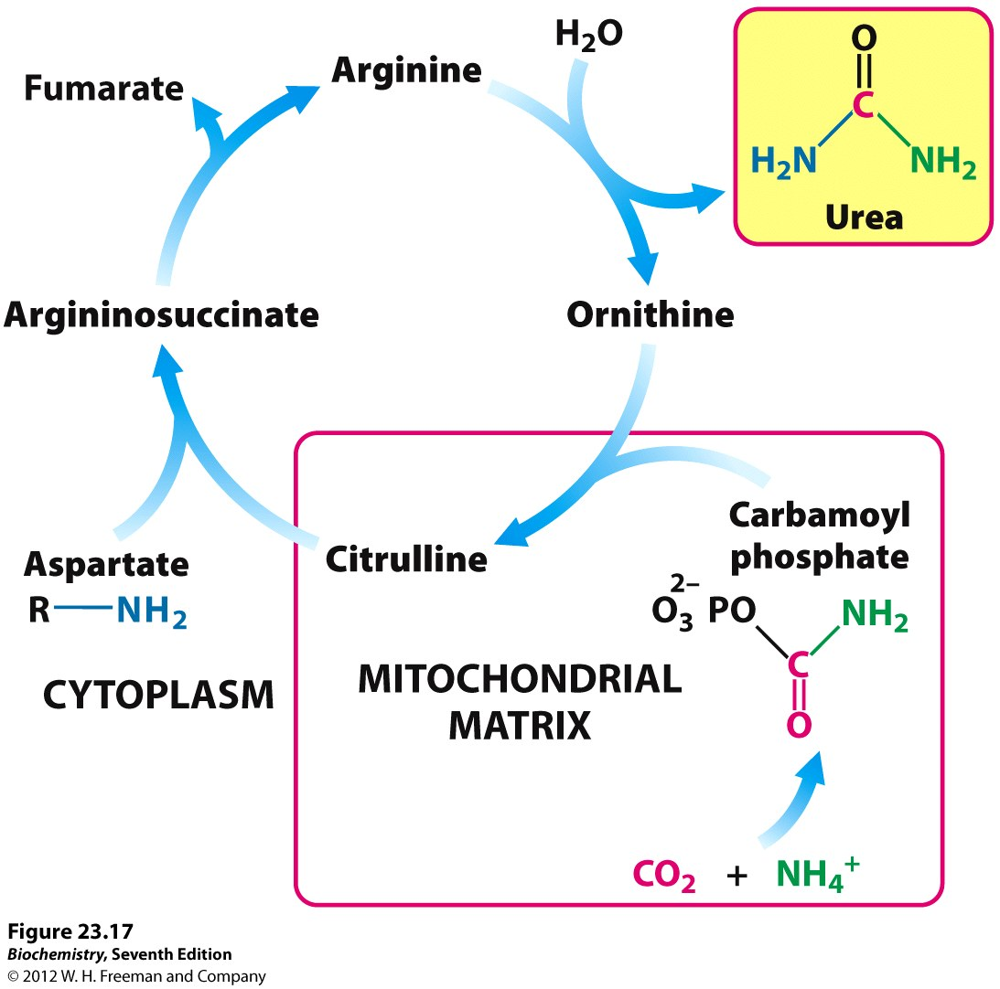 H₂O
Arginine
Fumarate
O
C
H₂N
NH₂
Urea
Argininosuccinate
Ornithine
Carbamoyl
phosphate
Aspartate
R NH₂
Citrulline
2–
O₃ PO
NH₂
C
O
CYTOPLASM
MITOCHONDRIAL
MATRIX
CO₂ + NH₄⁺
Figure 23.17
Biochemistry, Seventh Edition
© 2012 W. H. Freeman and Company